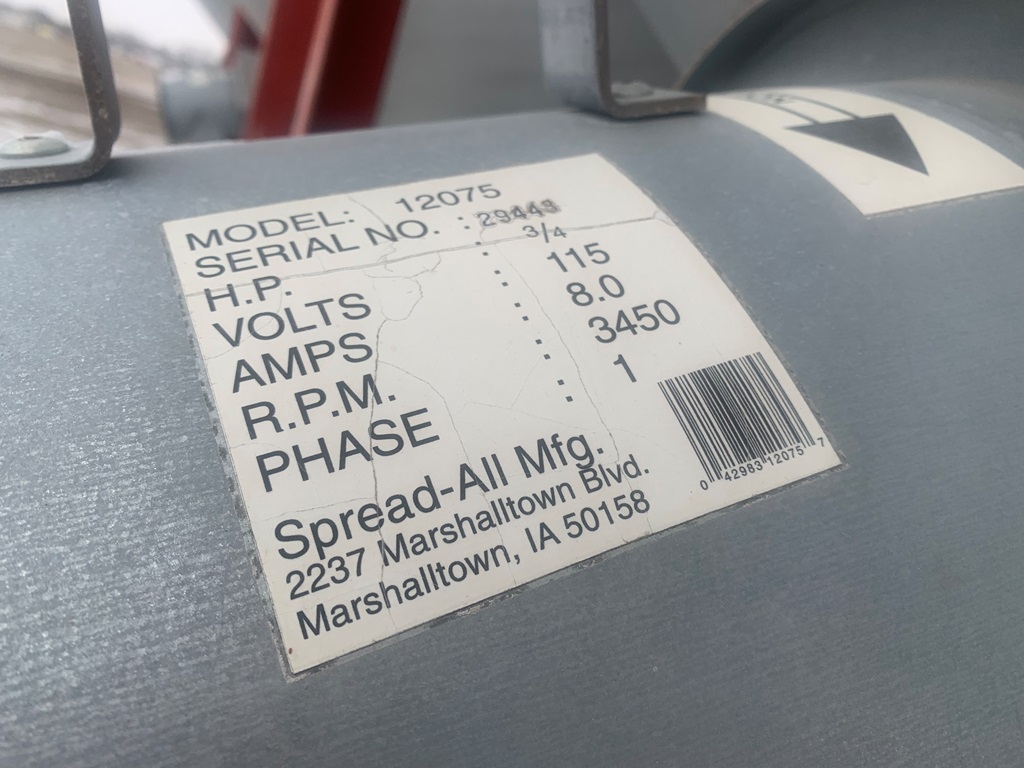 MODEL: 12075
SERIAL NO. : 29449
H.P. : 3/4
VOLTS : 115
AMPS : 8.0
R.P.M. : 3450
PHASE : 1
Spread-All Mfg.
2237 Marshalltown Blvd.
Marshalltown, IA 50158
0 42983 12075 7